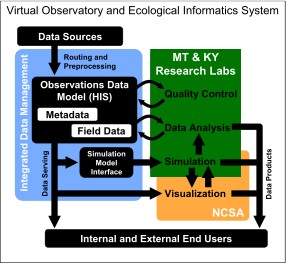 Virtual Observatory and Ecological Informatics System
Data Sources
Routing and
Preprocessing
MT & KY
Research Labs
Integrated Data Management
Observations Data
Model (HIS)
Metadata
Field Data
Quality Control
Data Analysis
Data Serving
Simulation
Model
Interface
Simulation
Visualization
Data Products
NCSA
Internal and External End Users